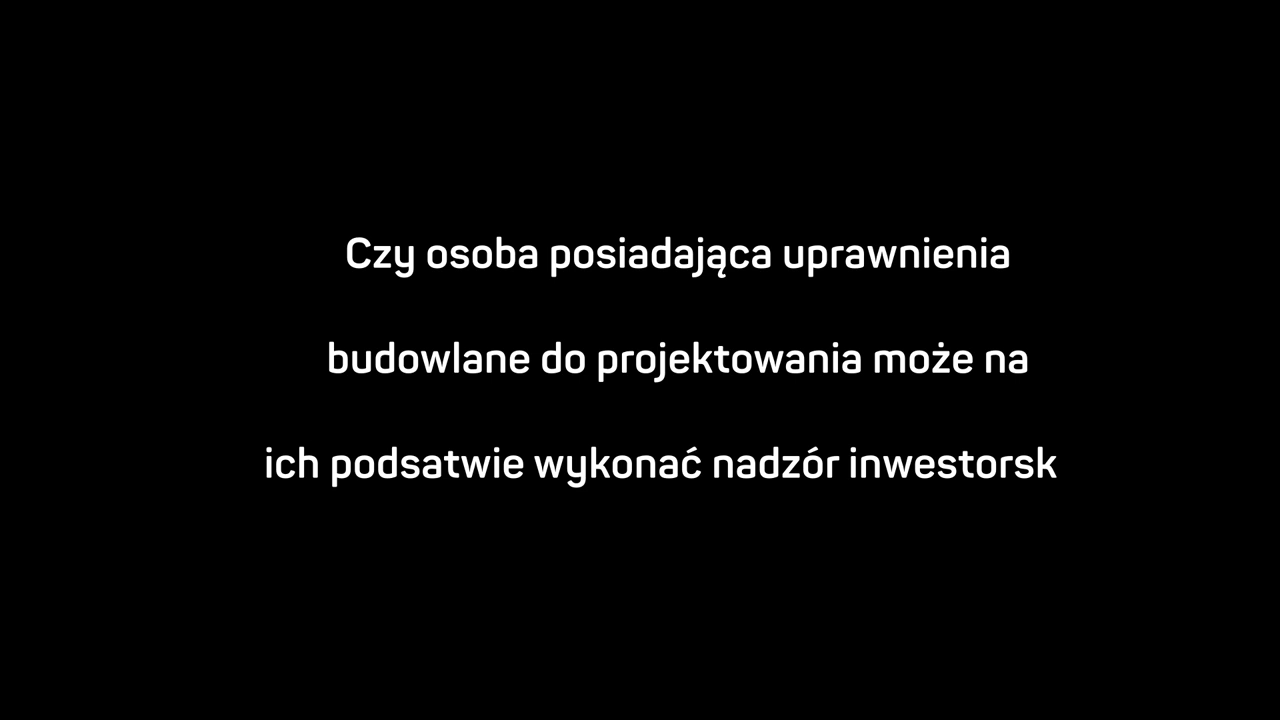 Czy osoba posiadająca uprawnienia
budowlane do projektowania może na
ich podsatwie wykonać nadzór inwestorsk